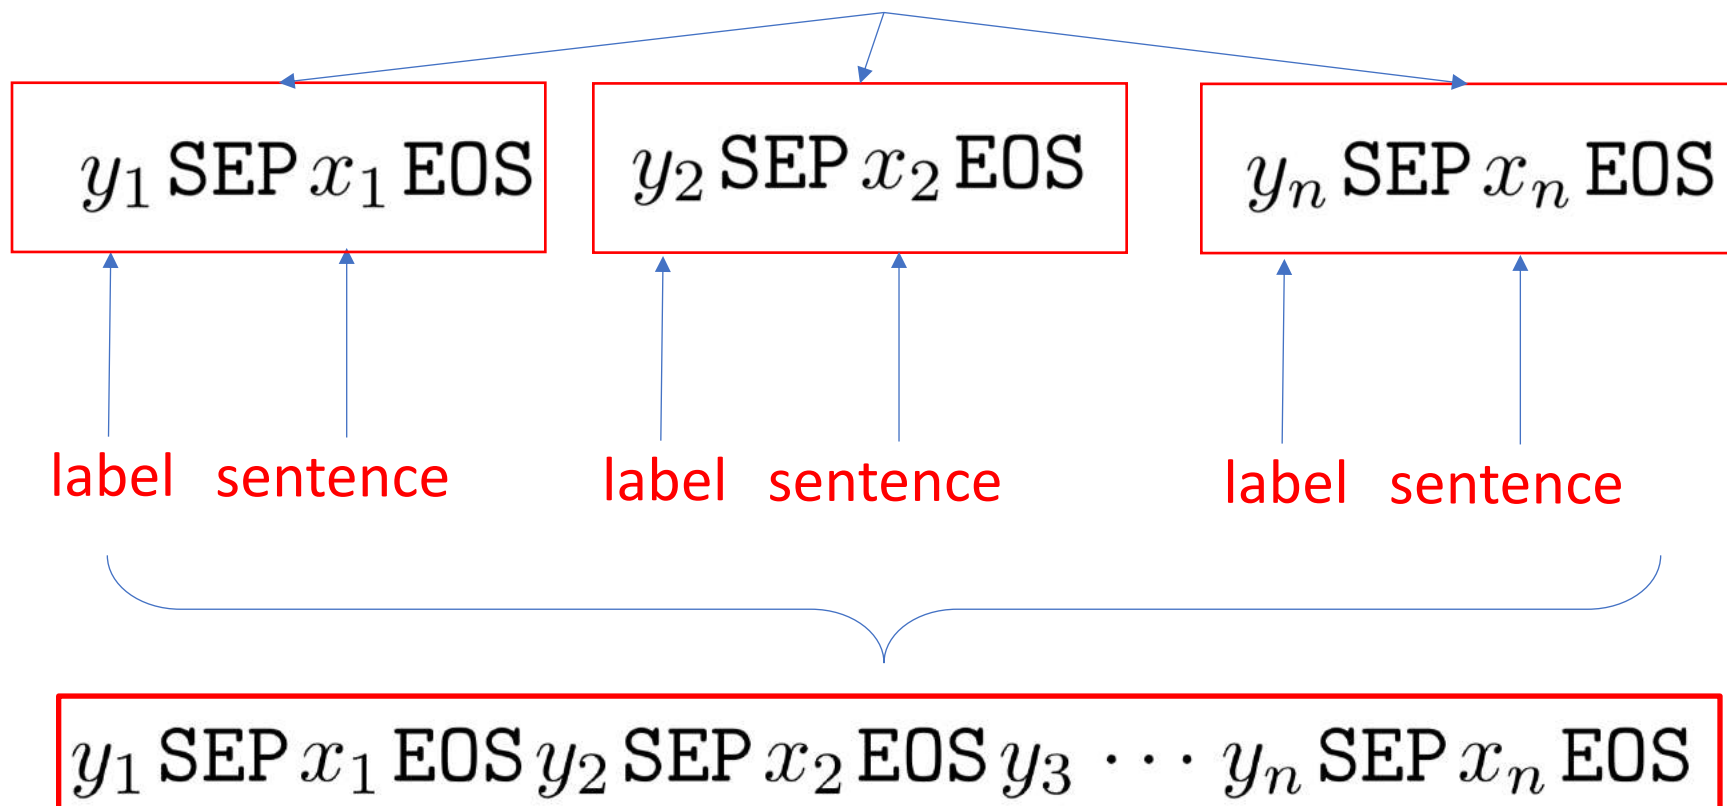 y₁ SEP x₁ EOS y₂ SEP x₂ EOS yₙ SEP xₙ EOS
label sentence label sentence label sentence
y₁ SEP x₁ EOS y₂ SEP x₂ EOS y₃ ··· yₙ SEP xₙ EOS